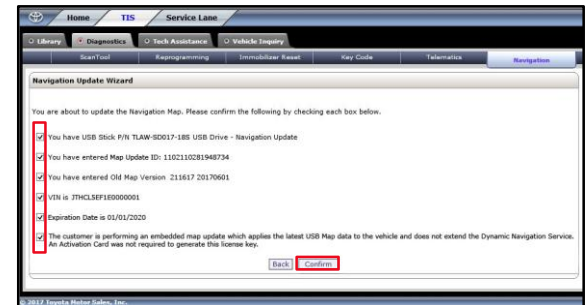 Home TIS Service Lane
Library Diagnostics Tech Assistance Vehicle Inquiry
ScanTool Reprogramming Immobilizer Reset Key Code Telematics Navigation
Navigation Update Wizard
You are about to update the Navigation Map. Please confirm the following by checking each box below.
You have USB Stick P/N TLAW-SD017-18S USB Drive - Navigation Update
You have entered Map Update ID: 1102110281948734
You have entered Old Map Version 211617 20170601
VIN is JTHCL5EF1E0000001
Expiration Date is 01/01/2020
The customer is performing an embedded map update which applies the latest USB Map data to the vehicle and does not extend the Dynamic Navigation Service.
An Activation Card was not required to generate this license key.
Back Confirm
© 2017 Toyota Motor Sales, Inc.